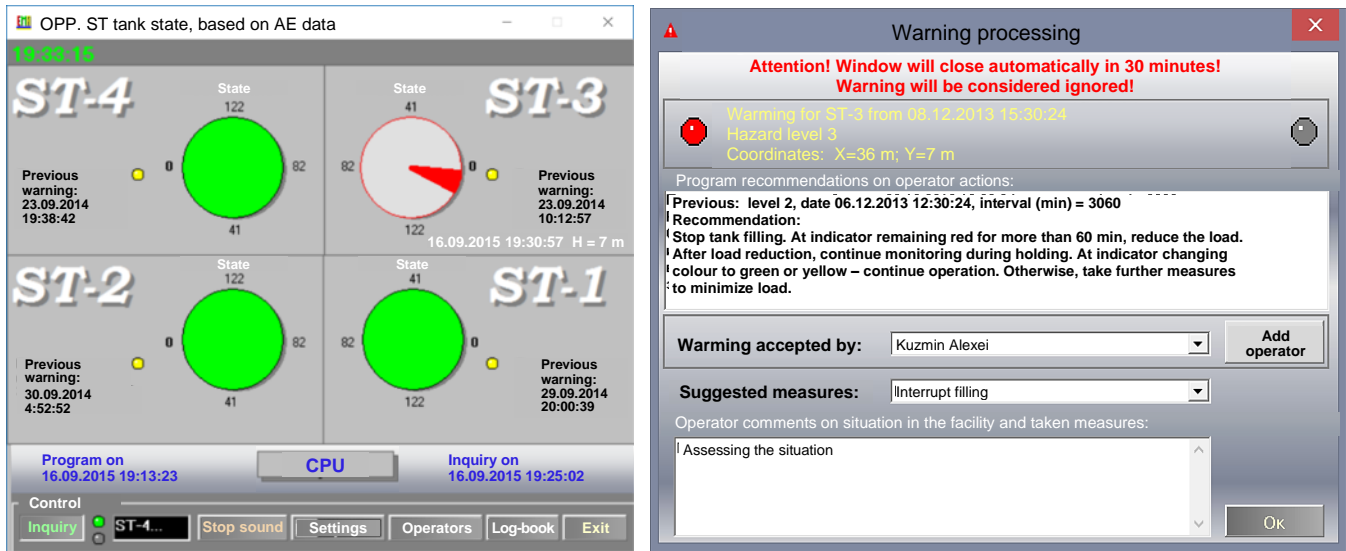 OPP. ST tank state, based on AE data
19:33:15
ST-4
State
122
0
82
41
Previous
warning:
23.09.2014
19:38:42
State
41
82
0
122
ST-3
Previous
warning:
23.09.2014
10:12:57
16.09.2015 19:30:57 H = 7 m
ST-2
State
122
0
82
41
Previous
warning:
30.09.2014
4:52:52
State
41
82
0
122
ST-1
Previous
warning:
29.09.2014
20:00:39
Program on
16.09.2015 19:13:23
CPU
Inquiry on
16.09.2015 19:25:02
Control
Inquiry
ST-4...
Stop sound
Settings
Operators
Log-book
Exit
Warning processing
Attention! Window will close automatically in 30 minutes!
Warning will be considered ignored!
Warming for ST-3 from 08.12.2013 15:30:24
Hazard level 3
Coordinates: X=36 m; Y=7 m
Program recommendations on operator actions:
Previous: level 2, date 06.12.2013 12:30:24, interval (min) = 3060
Recommendation:
Stop tank filling. At indicator remaining red for more than 60 min, reduce the load.
After load reduction, continue monitoring during holding. At indicator changing
colour to green or yellow – continue operation. Otherwise, take further measures
to minimize load.
Warming accepted by:
Kuzmin Alexei
Add
operator
Suggested measures:
Interrupt filling
Operator comments on situation in the facility and taken measures:
Assessing the situation
Ок